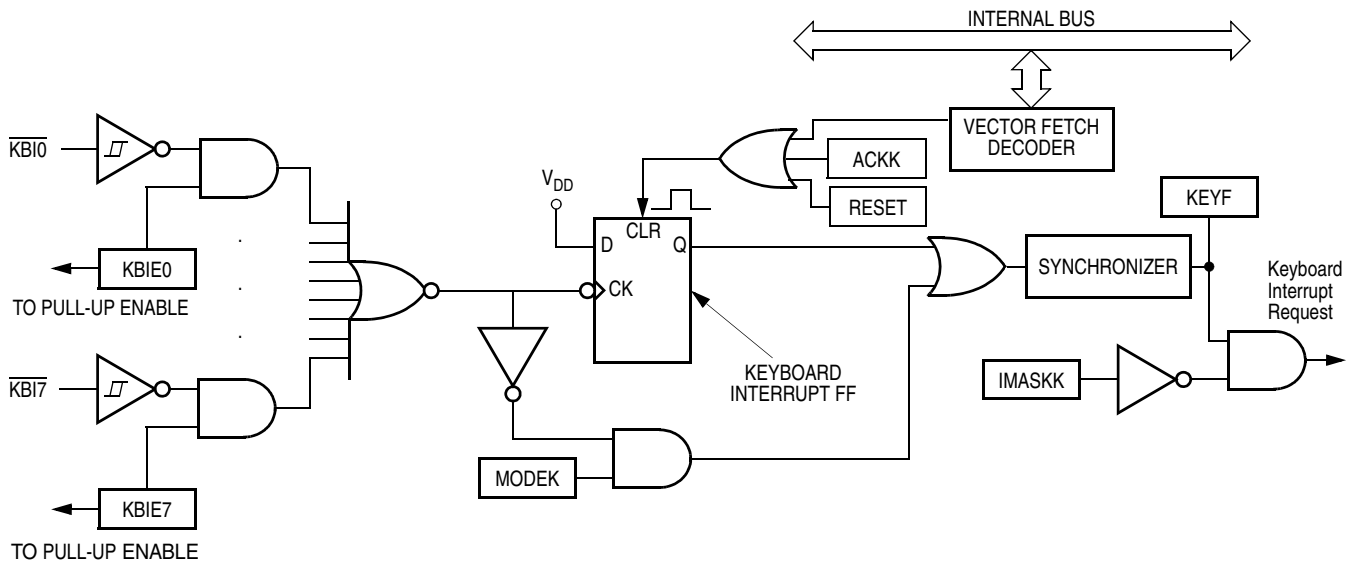 INTERNAL BUS
VECTOR FETCH
DECODER
ACKK
RESET
KBI0
KBIE0
TO PULL-UP ENABLE
KBI7
KBIE7
TO PULL-UP ENABLE
VDD
D
CLR
Q
CK
KEYBOARD
INTERRUPT FF
MODEK
SYNCHRONIZER
KEYF
IMASKK
Keyboard
Interrupt
Request